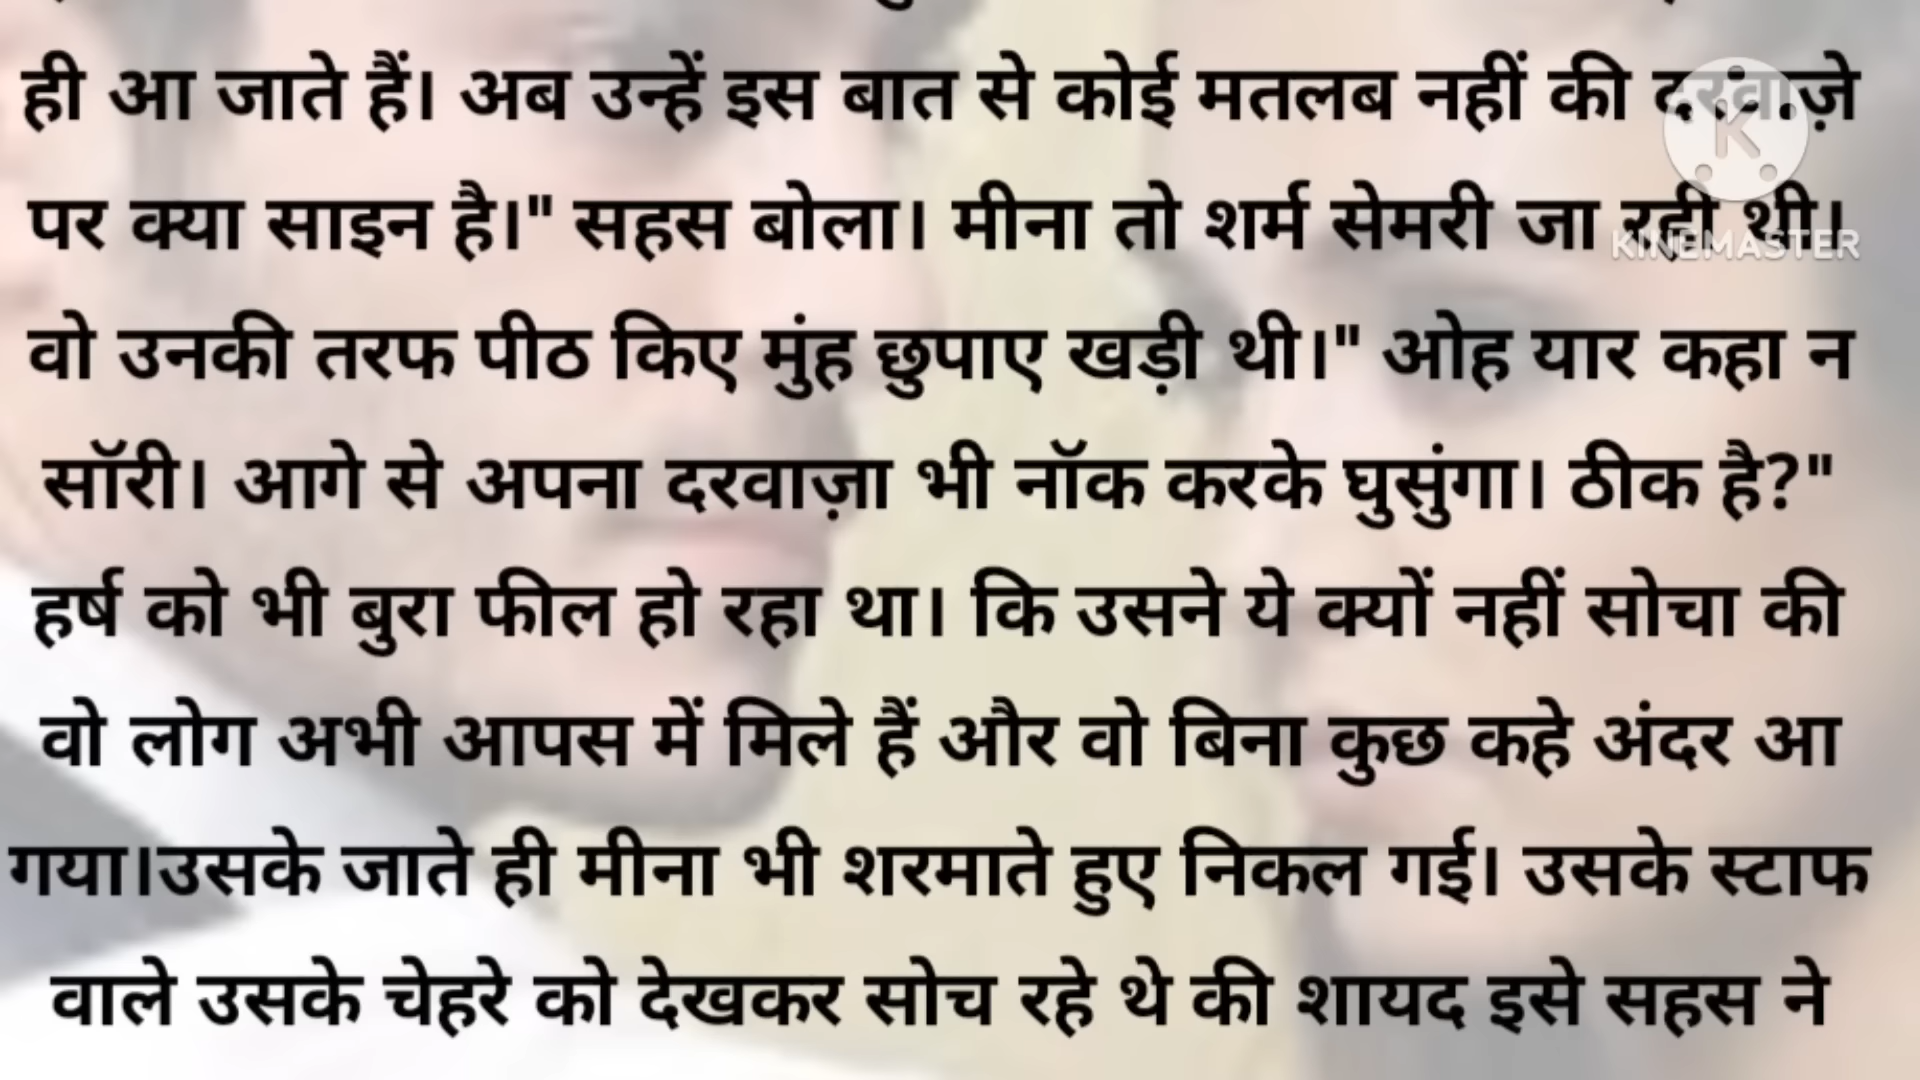 ही आ जाते हैं। अब उन्हें इस बात से कोई मतलब नहीं की दरवाज़े
पर क्या साइन है।" सहस बोला। मीना तो शर्म सेमरी जा रही थी।
KINEMASTER
वो उनकी तरफ पीठ किए मुंह छुपाए खड़ी थी।" ओह यार कहा न
सॉरी। आगे से अपना दरवाज़ा भी नॉक करके घुसुंगा। ठीक है?"
हर्ष को भी बुरा फील हो रहा था। कि उसने ये क्यों नहीं सोचा की
वो लोग अभी आपस में मिले हैं और वो बिना कुछ कहे अंदर आ
गया।उसके जाते ही मीना भी शरमाते हुए निकल गई। उसके स्टाफ
वाले उसके चेहरे को देखकर सोच रहे थे की शायद इसे सहस ने